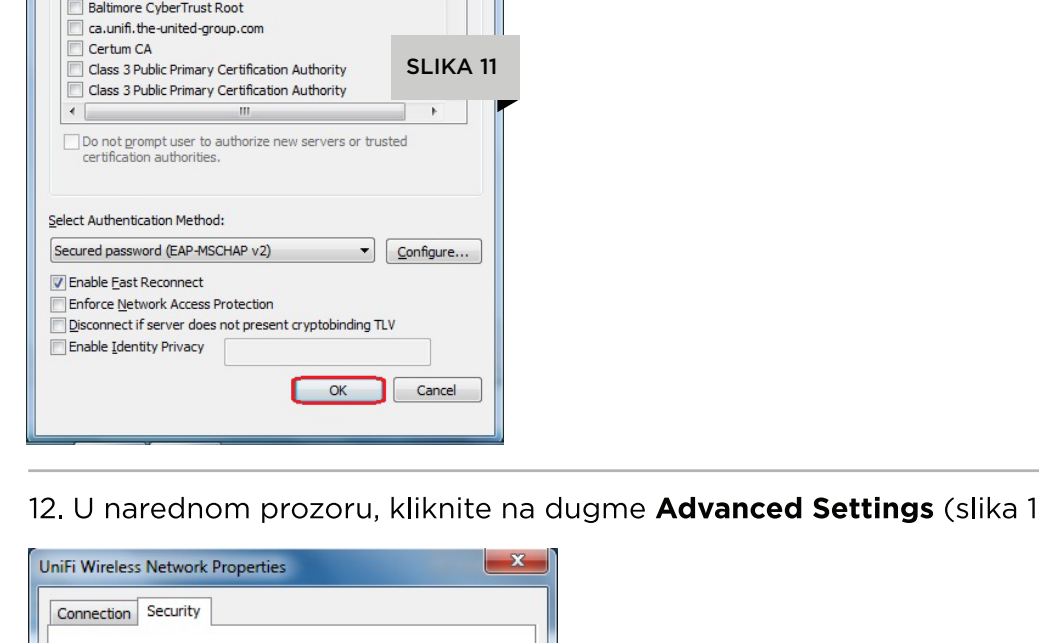 Baltimore CyberTrust Root
ca.unifi.the-united-group.com
Certum CA
Class 3 Public Primary Certification Authority
Class 3 Public Primary Certification Authority
SLIKA 11
Do not prompt user to authorize new servers or trusted
certification authorities.
Select Authentication Method:
Secured password (EAP-MSCHAP v2)
Configure...
Enable Fast Reconnect
Enforce Network Access Protection
Disconnect if server does not present cryptobinding TLV
Enable Identity Privacy
OK Cancel
12. U narednom prozoru, kliknite na dugme Advanced Settings (slika 1
UniFi Wireless Network Properties
Connection Security